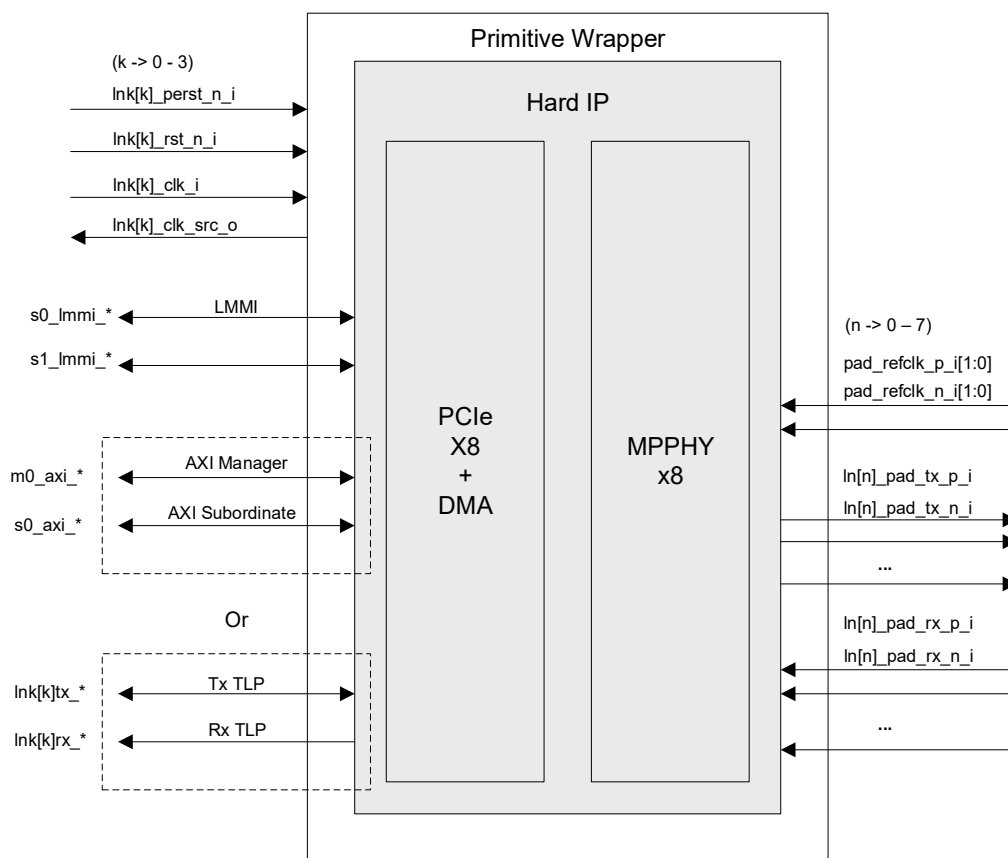 Primitive Wrapper
(k -> 0 - 3)
lnk[k]_perst_n_i
lnk[k]_rst_n_i
lnk[k]_clk_i
lnk[k]_clk_src_o
Hard IP
s0_lmmi_*
LMMI
s1_lmmi_*
m0_axi_*
AXI Manager
s0_axi_*
AXI Subordinate
Or
lnk[k]tx_*
Tx TLP
lnk[k]rx_*
Rx TLP
PCIe
X8
+
DMA
MPPHY
x8
(n -> 0 – 7)
pad_refclk_p_i[1:0]
pad_refclk_n_i[1:0]
ln[n]_pad_tx_p_i
ln[n]_pad_tx_n_i
...
ln[n]_pad_rx_p_i
ln[n]_pad_rx_n_i
...